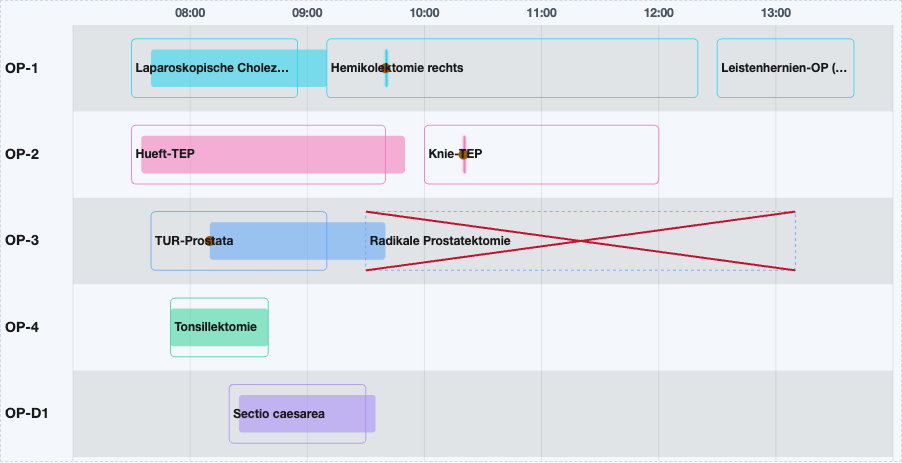 08:00 09:00 10:00 11:00 12:00 13:00
OP-1 Laparoskopische Cholez... Hemikolektomie rechts Leistenhernien-OP (...
OP-2 Hueft-TEP Knie-TEP
OP-3 TUR-Prostata Radikale Prostatektomie
OP-4 Tonsillektomie
OP-D1 Sectio caesarea